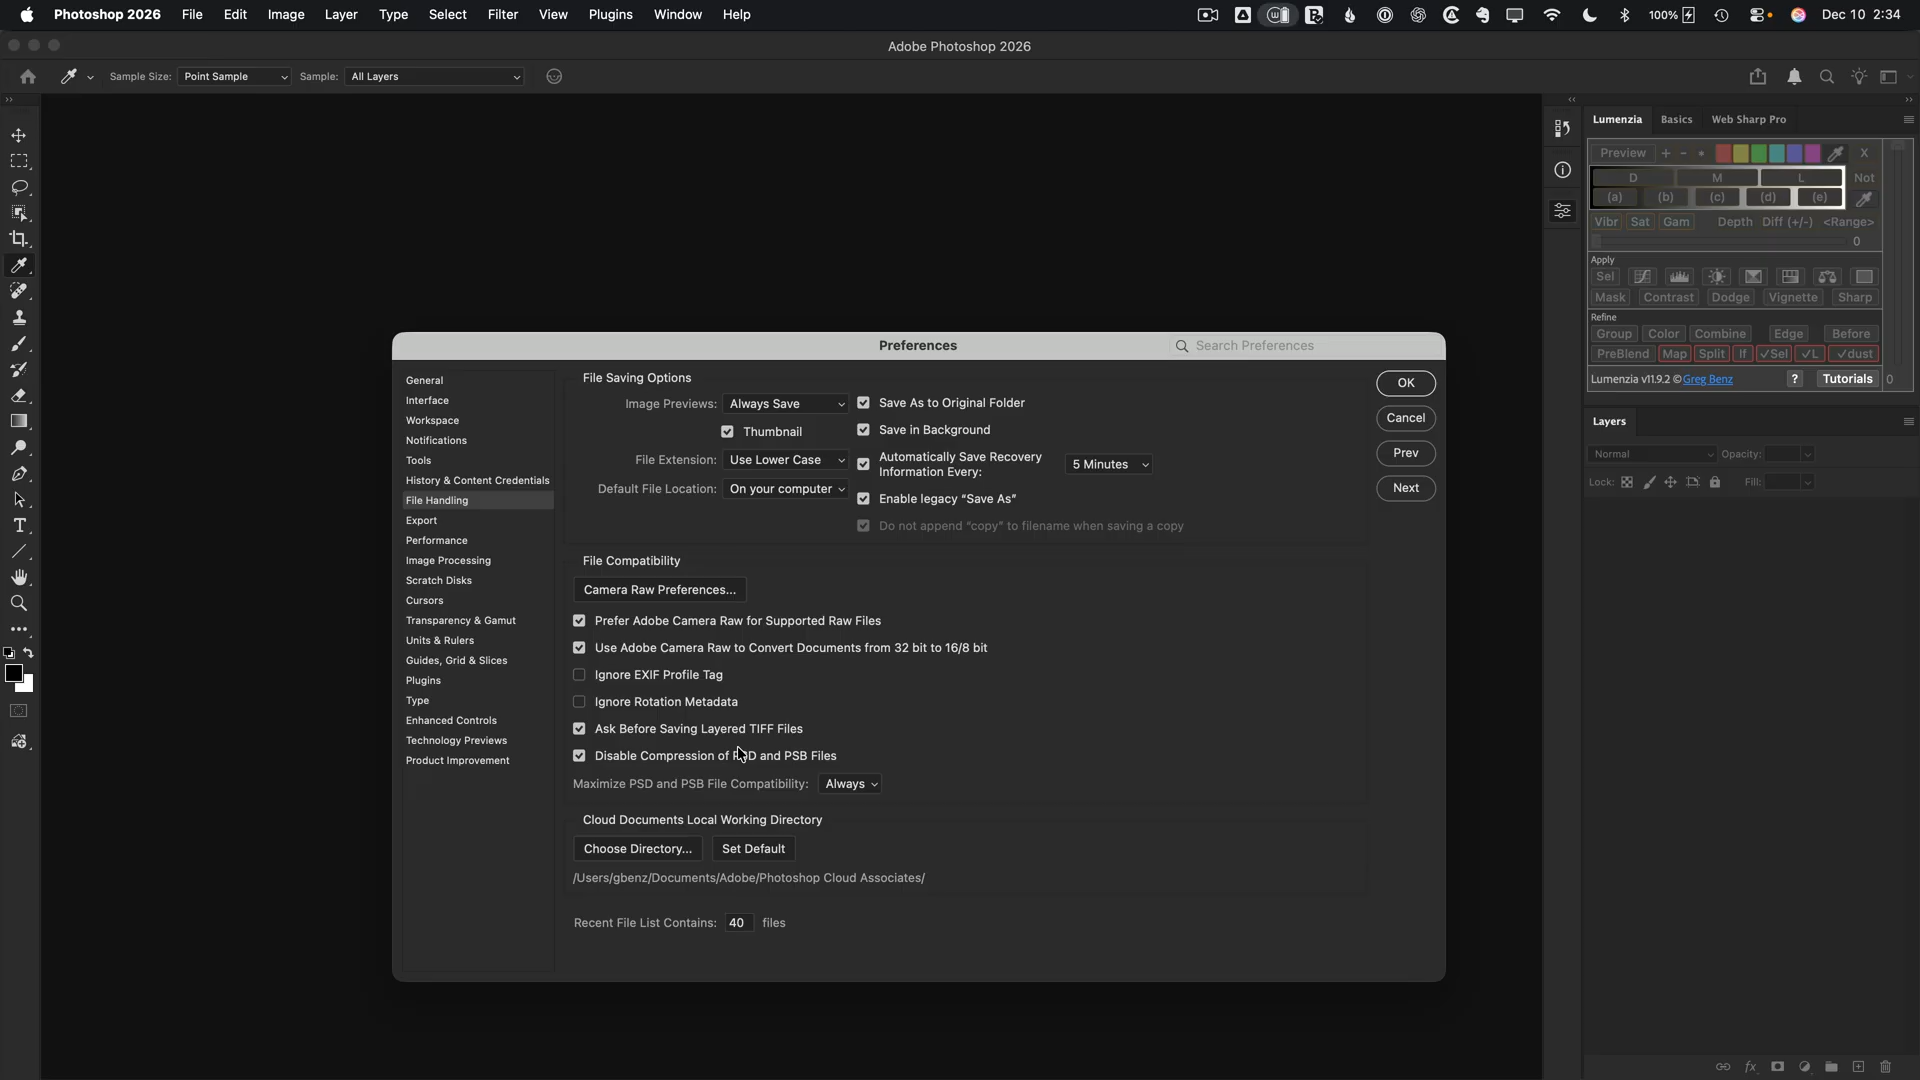 Photoshop 2026 File Edit Image Layer Type Select Filter View Plugins Window Help 100% Dec 10 2:34
Adobe Photoshop 2026
Sample Size: Point Sample Sample: All Layers
Lumenzia Basics Web Sharp Pro
Preview + - X
D M L Not
(a) (b) (c) (d) (e)
Vibr Sat Gam Depth Diff (+/-) <Range>
0
Apply
Sel
Mask Contrast Dodge Vignette Sharp
Refine
Group Color Combine Edge Before
PreBlend Map Split If ✓Sel ✓L ✓dust
Lumenzia v11.9.2 © Greg Benz ? Tutorials 0
Layers
Normal Opacity:
Lock: Fill:
Preferences
Search Preferences
General
Interface
Workspace
Notifications
Tools
History & Content Credentials
File Handling
Export
Performance
Image Processing
Scratch Disks
Cursors
Transparency & Gamut
Units & Rulers
Guides, Grid & Slices
Plugins
Type
Enhanced Controls
Technology Previews
Product Improvement
File Saving Options
Image Previews: Always Save
Thumbnail
File Extension: Use Lower Case
Default File Location: On your computer
Save As to Original Folder
Save in Background
Automatically Save Recovery
Information Every: 5 Minutes
Enable legacy “Save As”
Do not append “copy” to filename when saving a copy
File Compatibility
Camera Raw Preferences...
Prefer Adobe Camera Raw for Supported Raw Files
Use Adobe Camera Raw to Convert Documents from 32 bit to 16/8 bit
Ignore EXIF Profile Tag
Ignore Rotation Metadata
Ask Before Saving Layered TIFF Files
Disable Compression of PSD and PSB Files
Maximize PSD and PSB File Compatibility: Always
Cloud Documents Local Working Directory
Choose Directory... Set Default
/Users/gbenz/Documents/Adobe/Photoshop Cloud Associates/
Recent File List Contains: 40 files
OK
Cancel
Prev
Next
fx